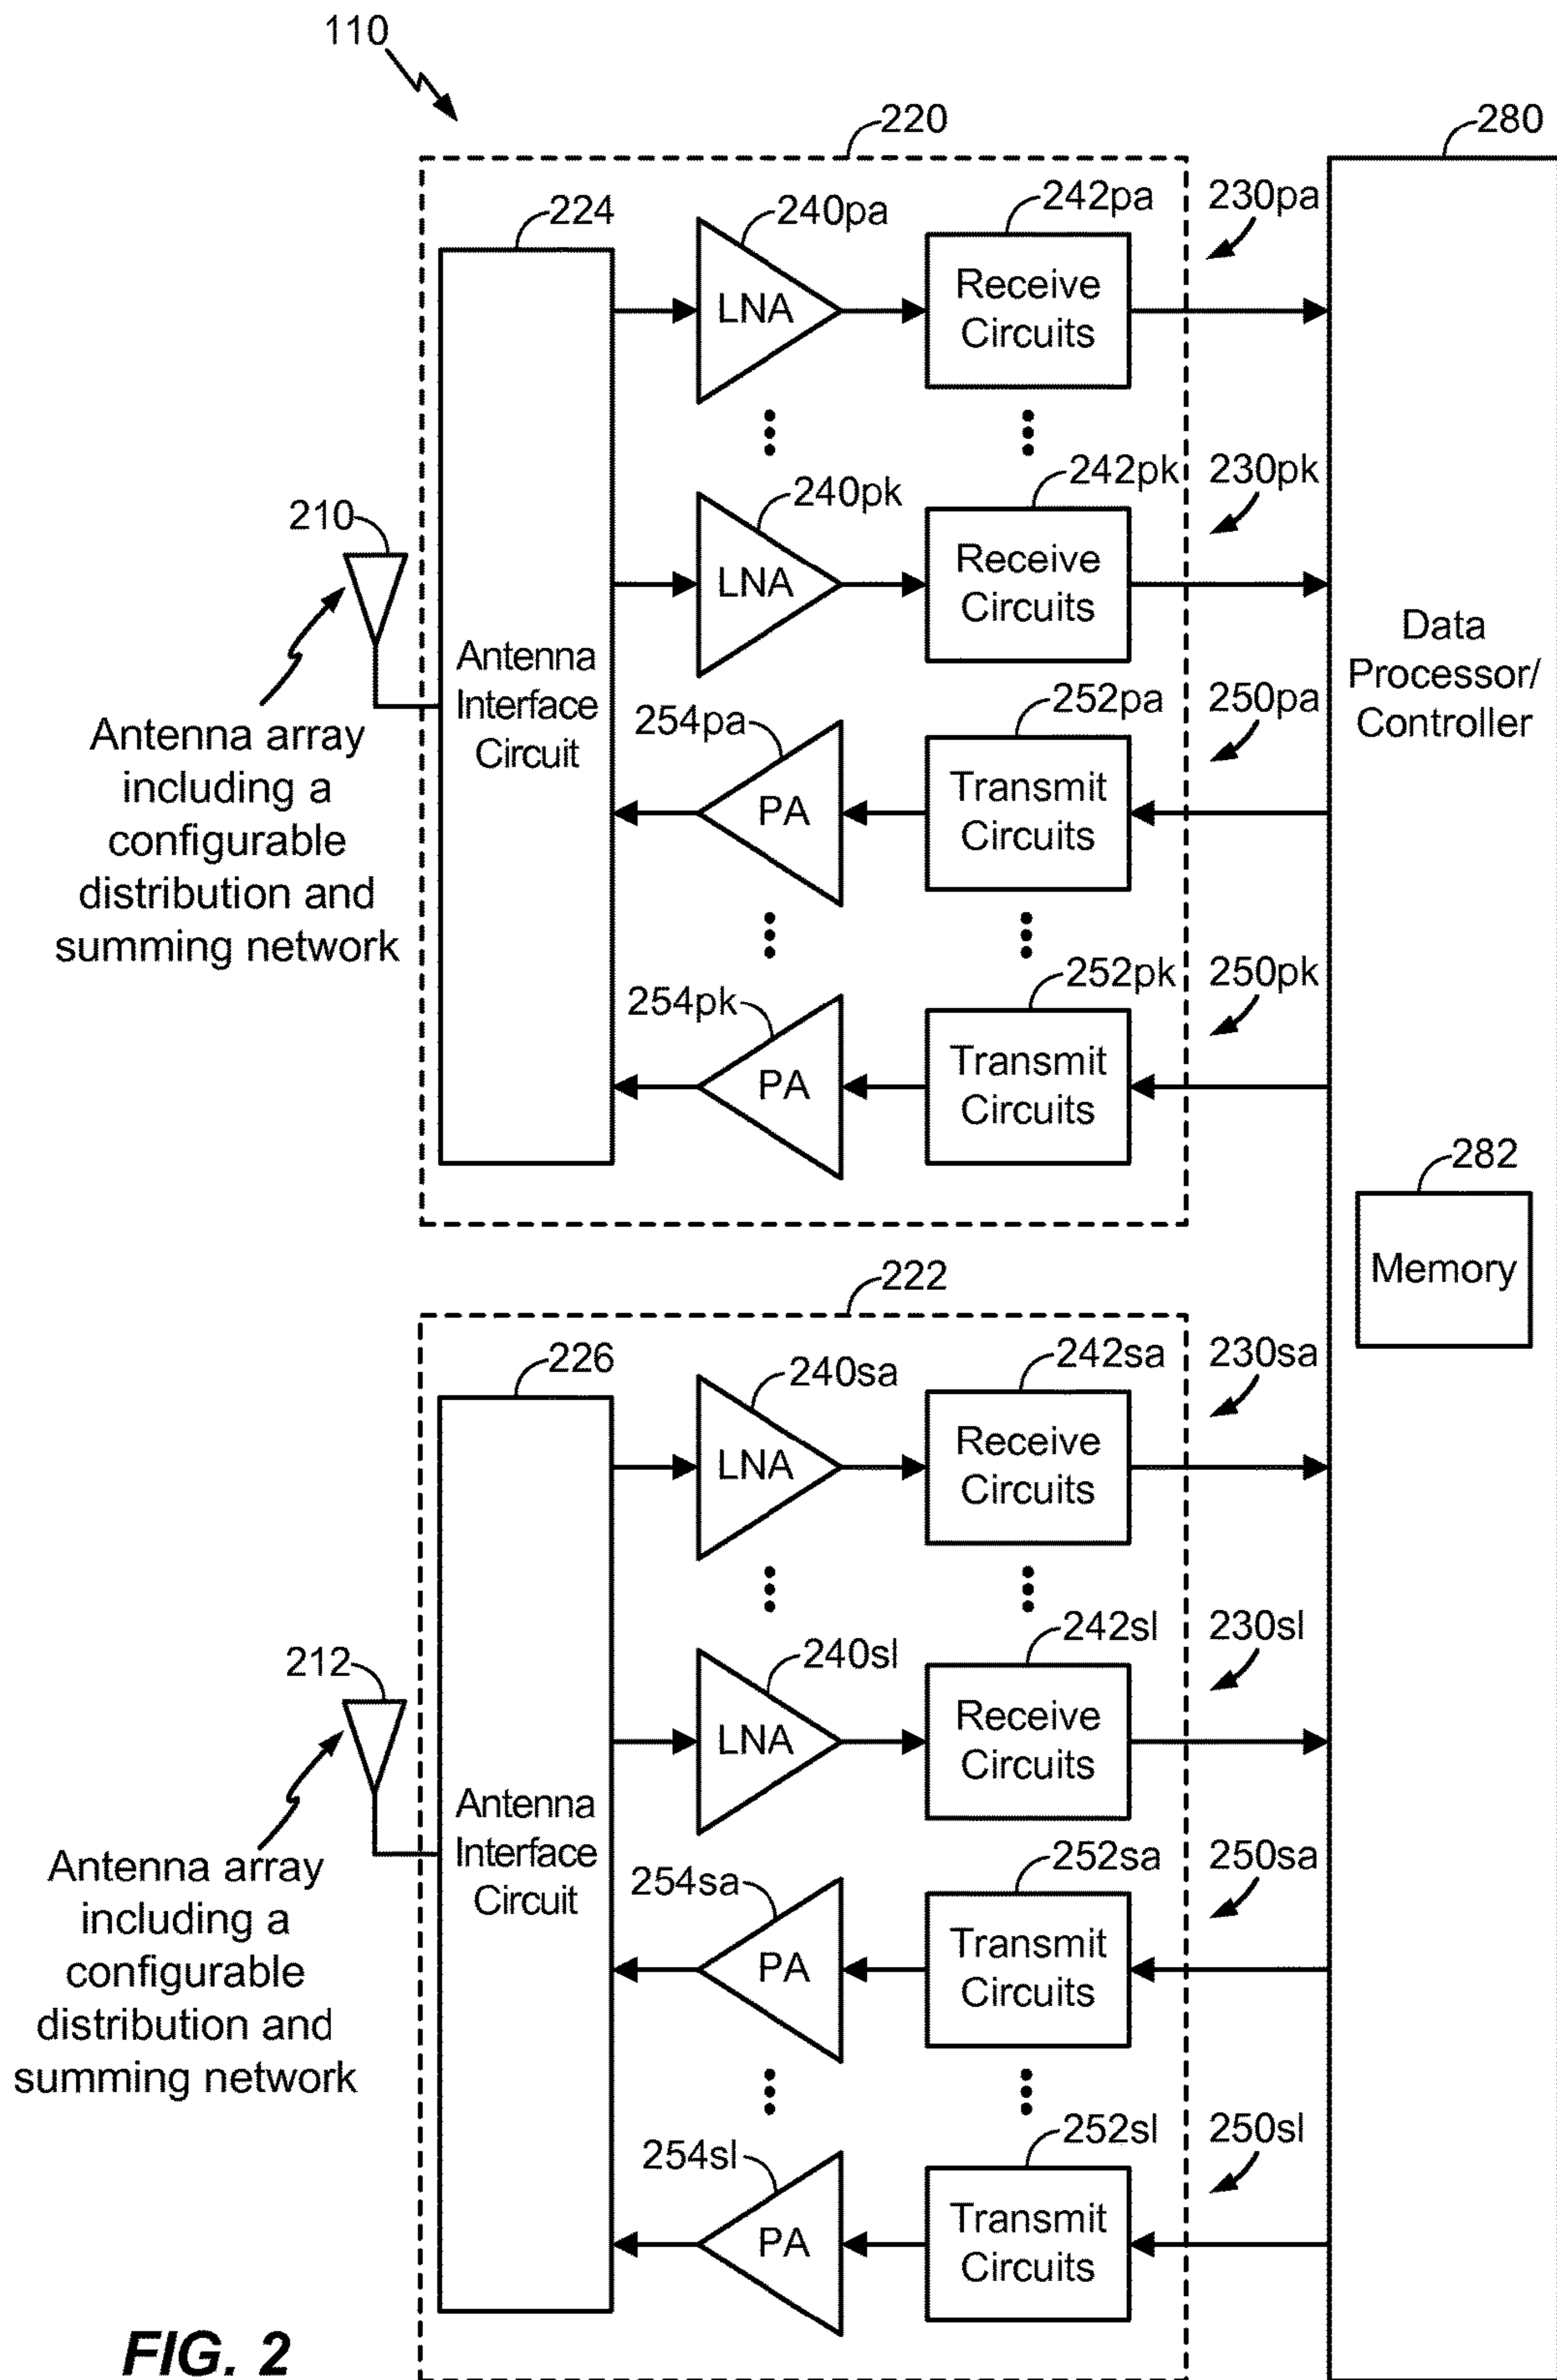 110
220
280
224
240pa
242pa
230pa
LNA
Receive
Circuits
240pk
242pk
230pk
210
LNA
Receive
Circuits
Data
Processor/
Controller
Antenna
Interface
Circuit
Antenna array
including a
configurable
distribution and
summing network
254pa
252pa
250pa
PA
Transmit
Circuits
254pk
252pk
250pk
PA
Transmit
Circuits
282
Memory
222
226
240sa
242sa
230sa
LNA
Receive
Circuits
240sl
242sl
230sl
212
LNA
Receive
Circuits
Antenna
Interface
Circuit
Antenna array
including a
configurable
distribution and
summing network
254sa
252sa
250sa
PA
Transmit
Circuits
254sl
252sl
250sl
PA
Transmit
Circuits
FIG. 2